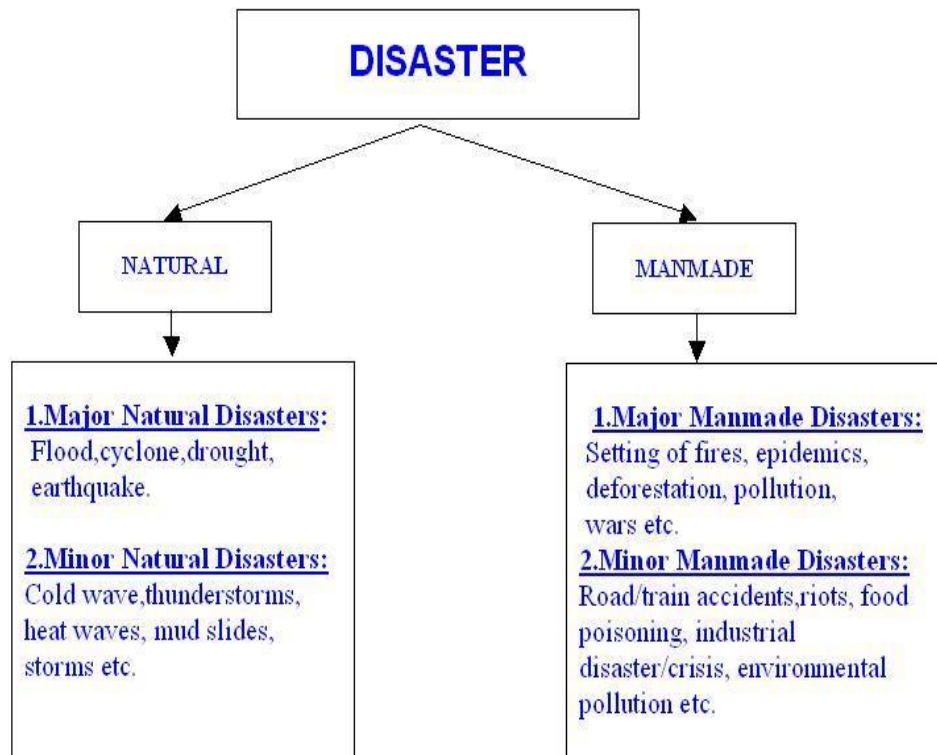 DISASTER
NATURAL
MANMADE
1.Major Natural Disasters:
Flood,cyclone,drought,
earthquake.
2.Minor Natural Disasters:
Cold wave,thunderstorms,
heat waves, mud slides,
storms etc.
1.Major Manmade Disasters:
Setting of fires, epidemics,
deforestation, pollution,
wars etc.
2.Minor Manmade Disasters:
Road/train accidents,riots, food
poisoning, industrial
disaster/crisis, environmental
pollution etc.